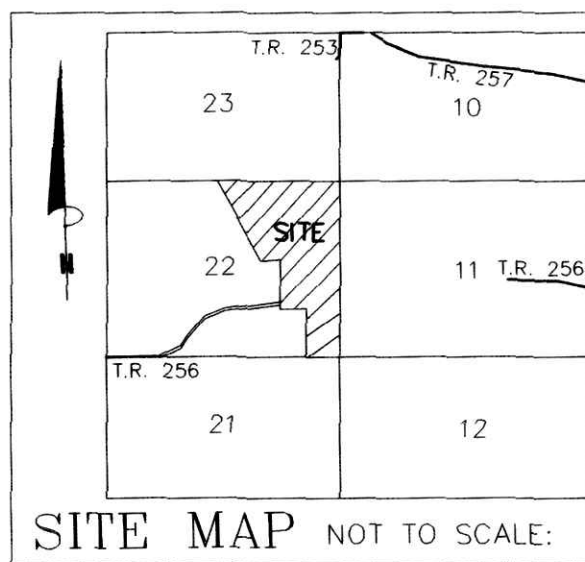 T.R. 253
T.R. 257
23
10
SITE
22
11
T.R. 256
T.R. 256
21
12
N
SITE MAP NOT TO SCALE: